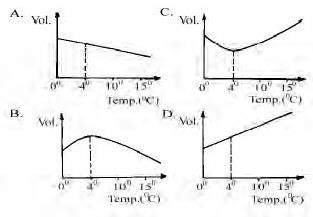 A.
Vol.
0⁰ 4⁰ 10⁰ 15⁰
Temp.(⁰C)
C.
Vol.
0⁰ 4⁰ 10⁰ 15⁰
Temp.(⁰C)
B.
Vol.
0⁰ 4⁰ 10⁰ 15⁰
Temp.(⁰C)
D.
Vol.
0⁰ 4⁰ 10⁰ 15⁰
Temp.(⁰C)